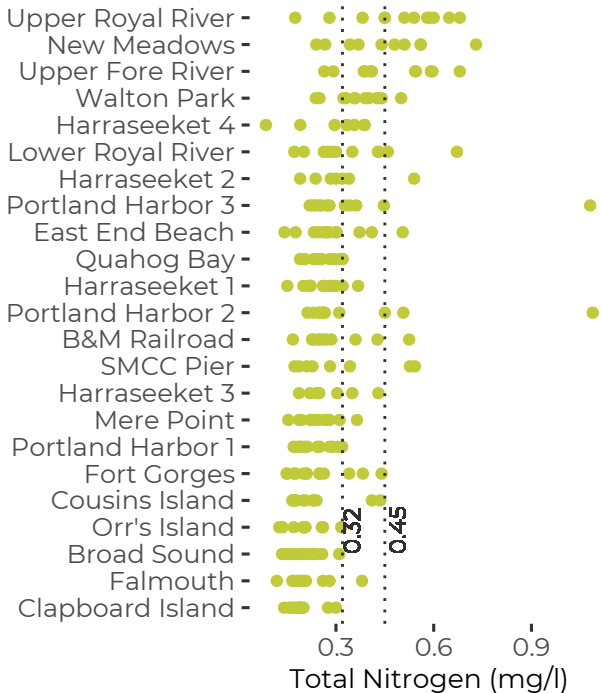 Upper Royal River
New Meadows
Upper Fore River
Walton Park
Harraseeket 4
Lower Royal River
Harraseeket 2
Portland Harbor 3
East End Beach
Quahog Bay
Harraseeket 1
Portland Harbor 2
B&M Railroad
SMCC Pier
Harraseeket 3
Mere Point
Portland Harbor 1
Fort Gorges
Cousins Island
Orr's Island
Broad Sound
Falmouth
Clapboard Island
0.32
0.45
0.3 0.6 0.9
Total Nitrogen (mg/l)